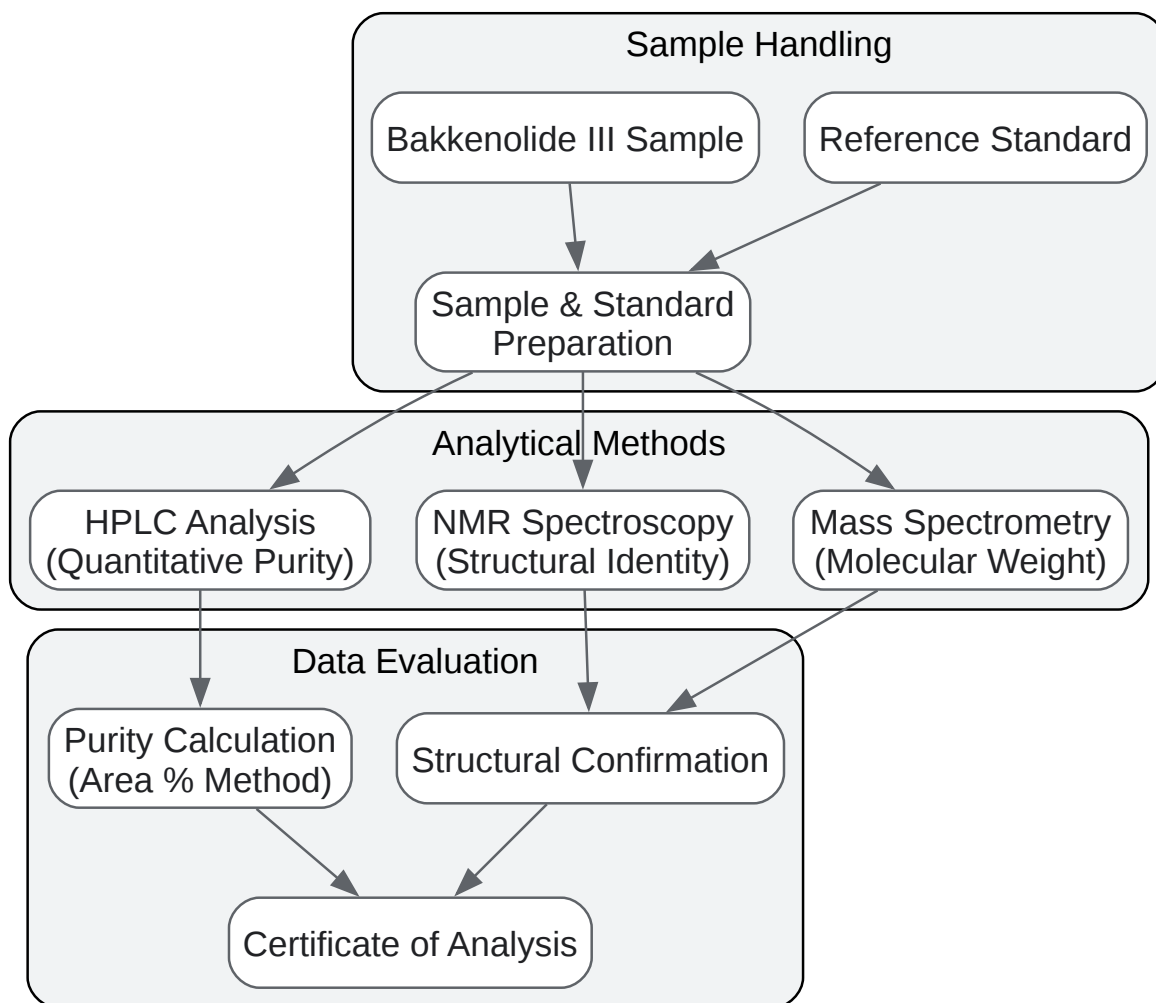 Sample Handling
Bakkenolide III Sample
Reference Standard
Sample & Standard
Preparation
Analytical Methods
HPLC Analysis
(Quantitative Purity)
NMR Spectroscopy
(Structural Identity)
Mass Spectrometry
(Molecular Weight)
Data Evaluation
Purity Calculation
(Area % Method)
Structural Confirmation
Certificate of Analysis